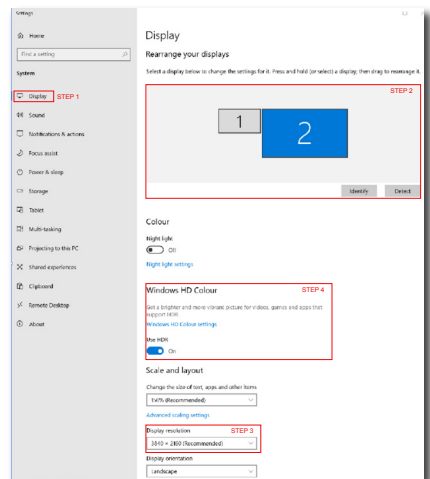 Settings
Home
Find a setting
System
Display STEP 1
Sound
Notifications & actions
Focus assist
Power & sleep
Storage
Tablet
Multi-tasking
Projecting to this PC
Shared experiences
Clipboard
Remote Desktop
About
Display
Rearrange your displays
Select a display below to change the settings for it. Press and hold (or select) a display, then drag to rearrange it.
STEP 2
1
2
Identify Detect
Colour
Night light
Off
Night light settings
Windows HD Colour STEP 4
Get a brighter and more vibrant picture for videos, games and apps that
support HDR.
Windows HD Colour settings
Use HDR
On
Scale and layout
Change the size of text, apps and other items
(Recommended)
Advanced scaling settings
Display resolution STEP 3
3840 × 2160 (Recommended)
Display orientation
Landscape